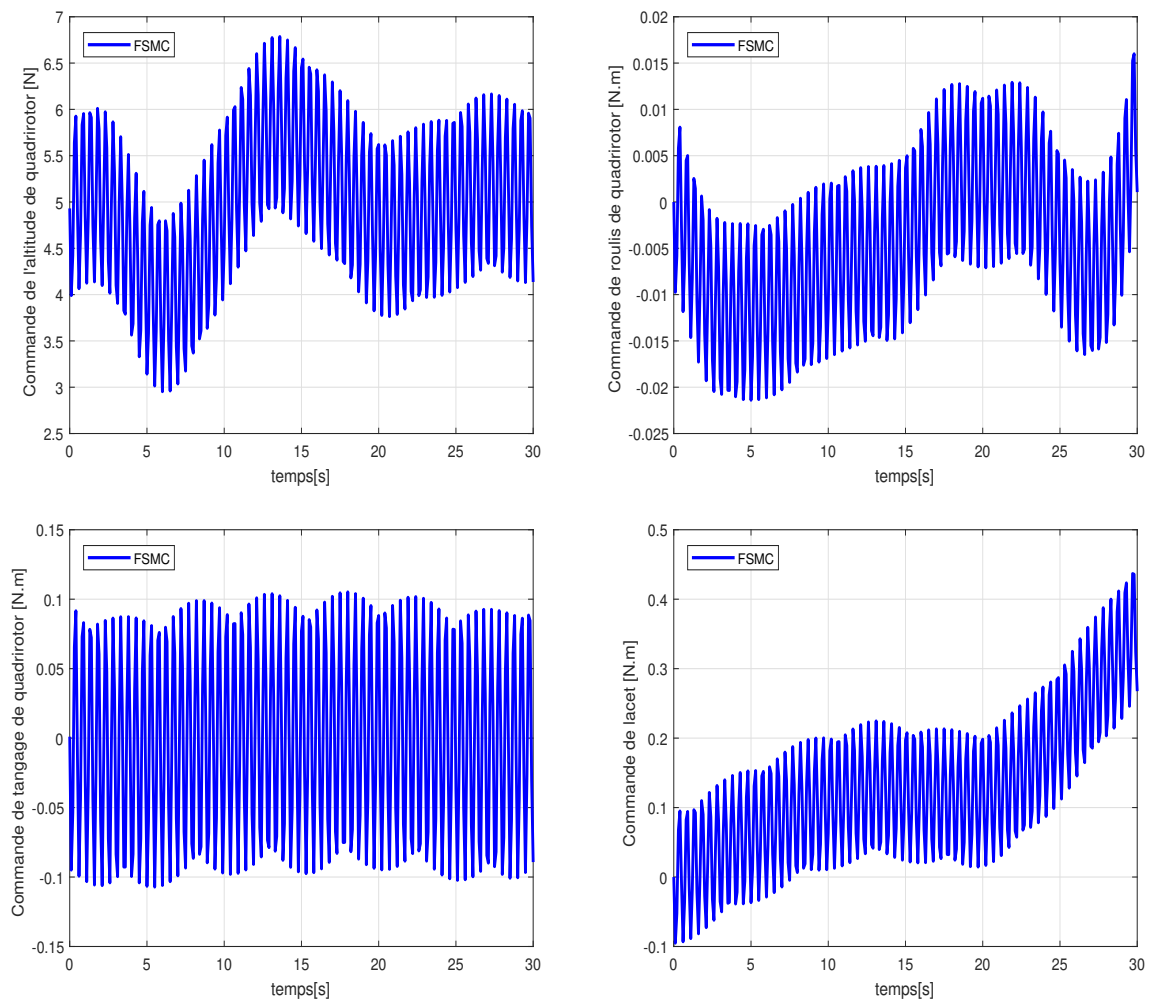 7
6.5
6
5.5
5
4.5
4
3.5
3
2.5
0 5 10 15 20 25 30
temps[s]
Commande de l'altitude de quadrirotor [N]
FSMC
0.02
0.015
0.01
0.005
0
-0.005
-0.01
-0.015
-0.02
-0.025
0 5 10 15 20 25 30
temps[s]
Commande de roulis de quadrirotor [N.m]
FSMC
0.15
0.1
0.05
0
-0.05
-0.1
-0.15
0 5 10 15 20 25 30
temps[s]
Commande de tangage de quadrirotor [N.m]
FSMC
0.5
0.4
0.3
0.2
0.1
0
-0.1
0 5 10 15 20 25 30
temps[s]
Commande de lacet [N.m]
FSMC